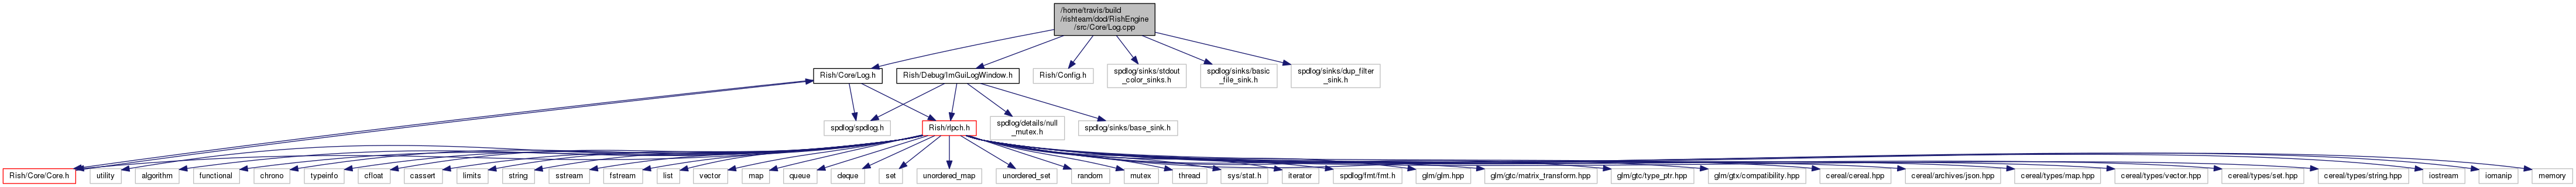 /home/travis/build
/rishteam/dod/RishEngine
/src/Core/Log.cpp
Rish/Core/Log.h
Rish/Debug/ImGuiLogWindow.h
Rish/Config.h
spdlog/sinks/stdout
_color_sinks.h
spdlog/sinks/basic
_file_sink.h
spdlog/sinks/dup_filter
_sink.h
spdlog/spdlog.h
Rish/rlpch.h
spdlog/details/null
_mutex.h
spdlog/sinks/base_sink.h
Rish/Core/Core.h
utility
algorithm
functional
chrono
typeinfo
cfloat
cassert
limits
string
sstream
fstream
list
vector
map
queue
deque
set
unordered_map
unordered_set
random
mutex
thread
sys/stat.h
iterator
spdlog/fmt/fmt.h
glm/glm.hpp
glm/gtc/matrix_transform.hpp
glm/gtc/type_ptr.hpp
glm/gtx/compatibility.hpp
cereal/cereal.hpp
cereal/archives/json.hpp
cereal/types/map.hpp
cereal/types/vector.hpp
cereal/types/set.hpp
cereal/types/string.hpp
iostream
iomanip
memory